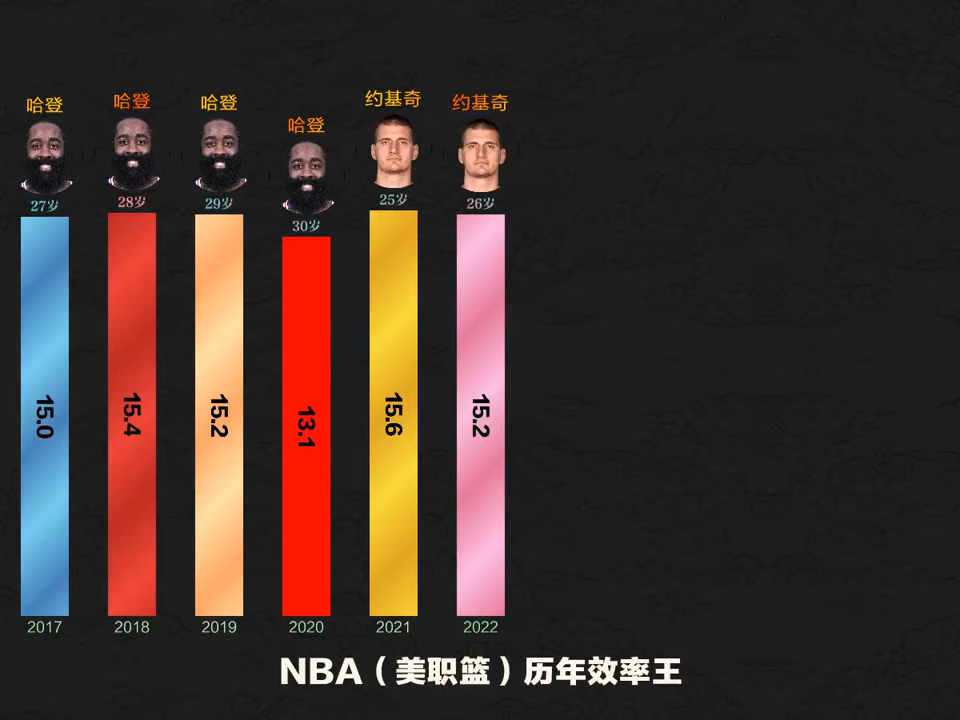 哈登
27岁
15.0
2017
哈登
28岁
15.4
2018
哈登
29岁
15.2
2019
哈登
30岁
13.1
2020
约基奇
25岁
15.6
2021
约基奇
26岁
15.2
2022
NBA（美职篮）历年效率王